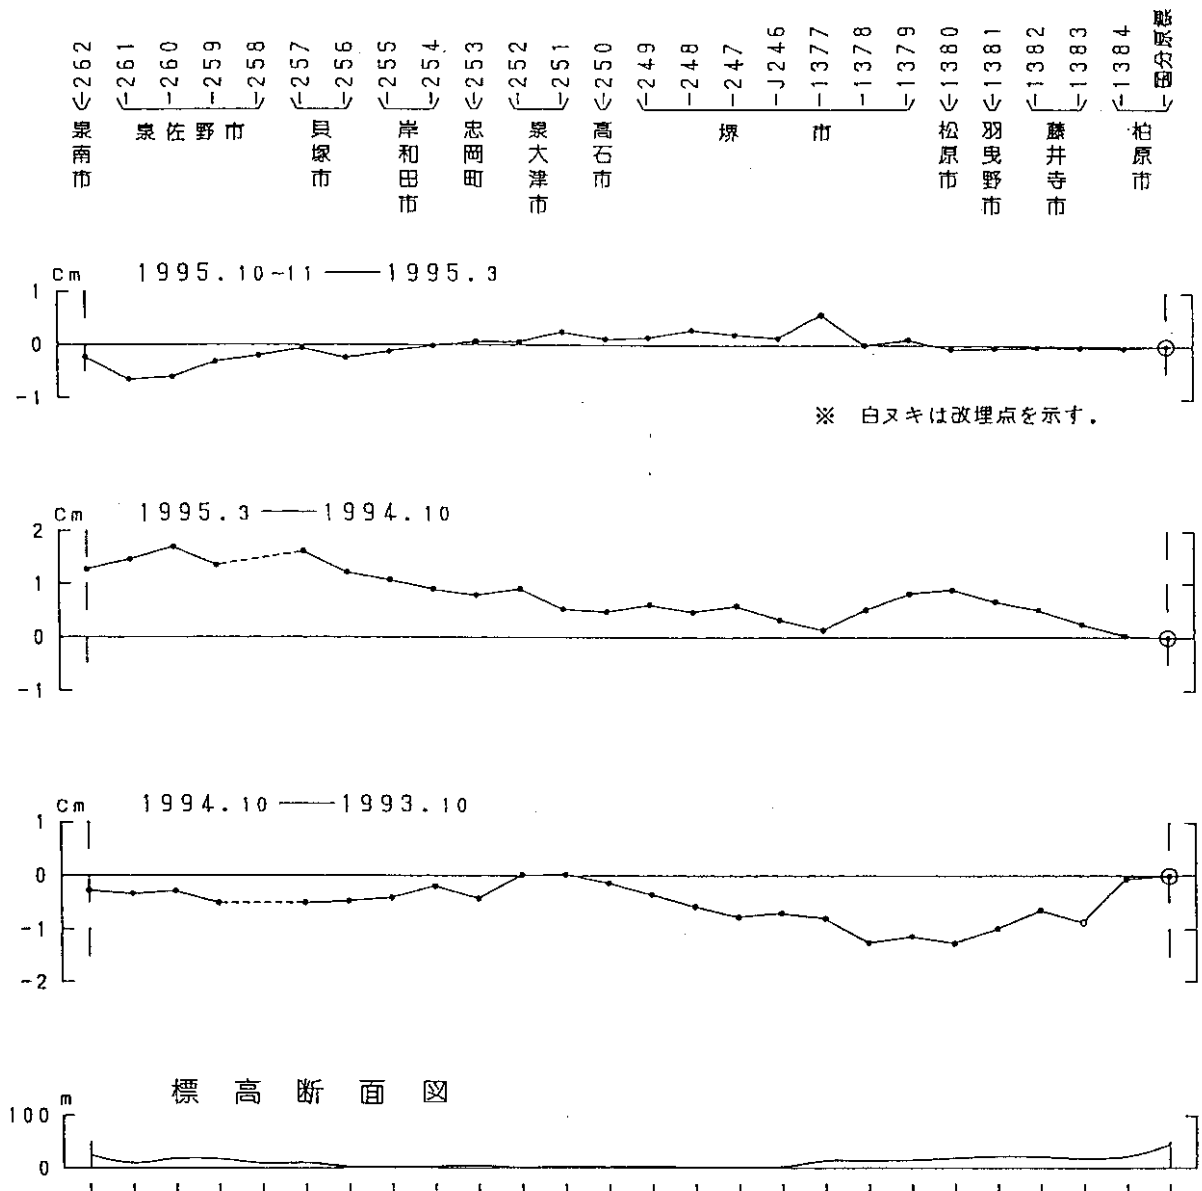 262 261 260 259 258 257 256 255 254 253 252 251 250 249 248 247 J246 1377 1378 1379 1380 1381 1382 1383 1384 国分原標
泉南市 泉佐野市 貝塚市 岸和田市 忠岡町 泉大津市 高石市 堺市 松原市 羽曳野市 藤井寺市 柏原市
cm 1995.10~11 ── 1995.3
1
0
-1
※ 白ヌキは改埋点を示す.
cm 1995.3 ── 1994.10
2
1
0
-1
cm 1994.10 ── 1993.10
1
0
-1
-2
m 標高断面図
100
0